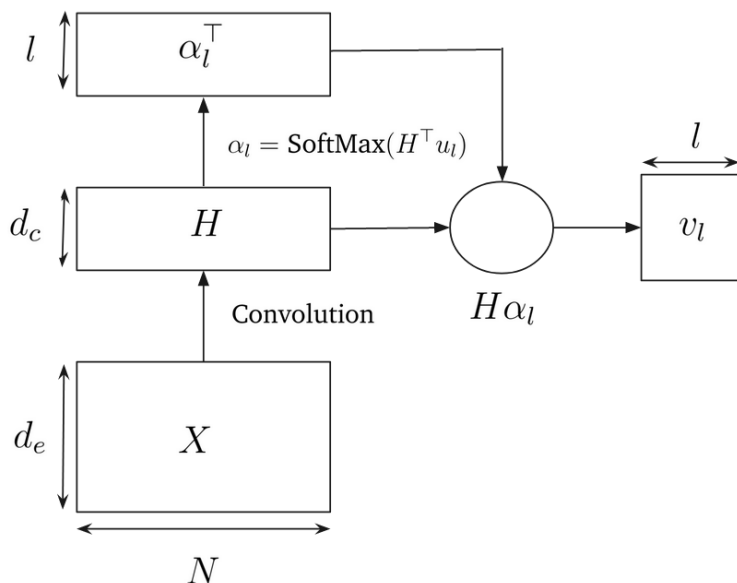 l
α_l^⊤
α_l = SoftMax(H^⊤ u_l)
l
d_c
H
v_l
Hα_l
Convolution
d_e
X
N